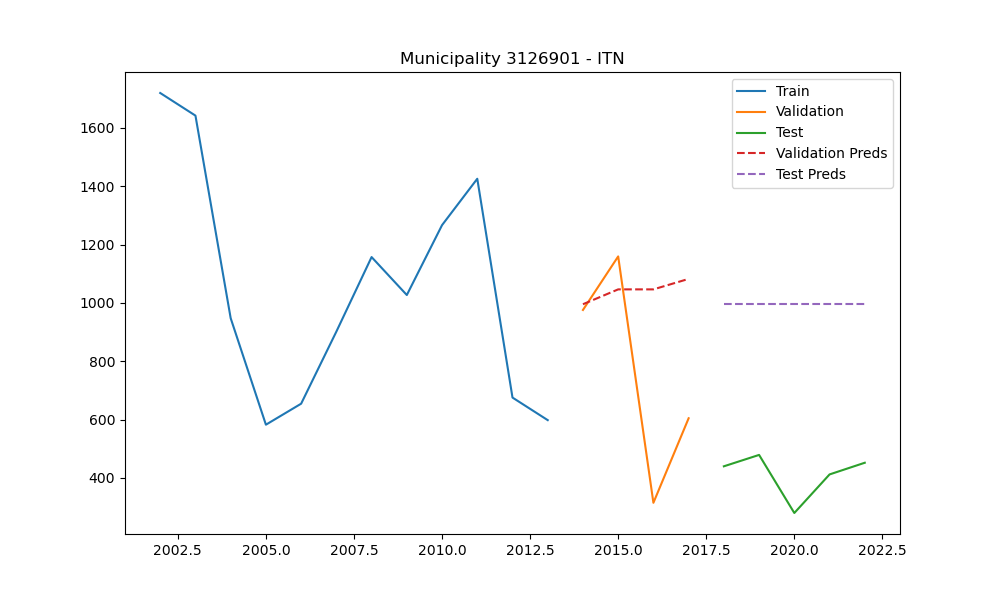 Municipality 3126901 - ITN
Train
Validation
Test
Validation Preds
Test Preds
1600
1400
1200
1000
800
600
400
2002.5 2005.0 2007.5 2010.0 2012.5 2015.0 2017.5 2020.0 2022.5